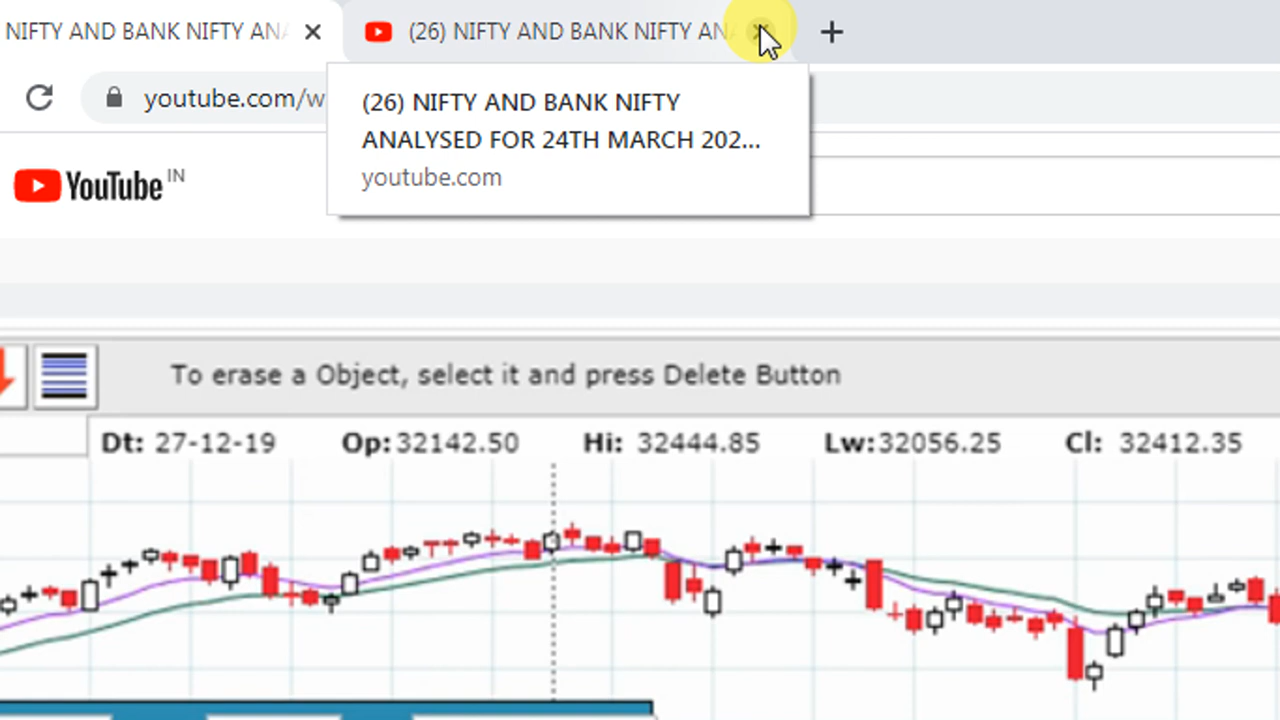 NIFTY AND BANK NIFTY ANA
(26) NIFTY AND BANK NIFTY AN
youtube.com/w
(26) NIFTY AND BANK NIFTY
ANALYSED FOR 24TH MARCH 202...
youtube.com
YouTube IN
To erase a Object, select it and press Delete Button
Dt: 27-12-19 Op: 32142.50 Hi: 32444.85 Lw: 32056.25 Cl: 32412.35